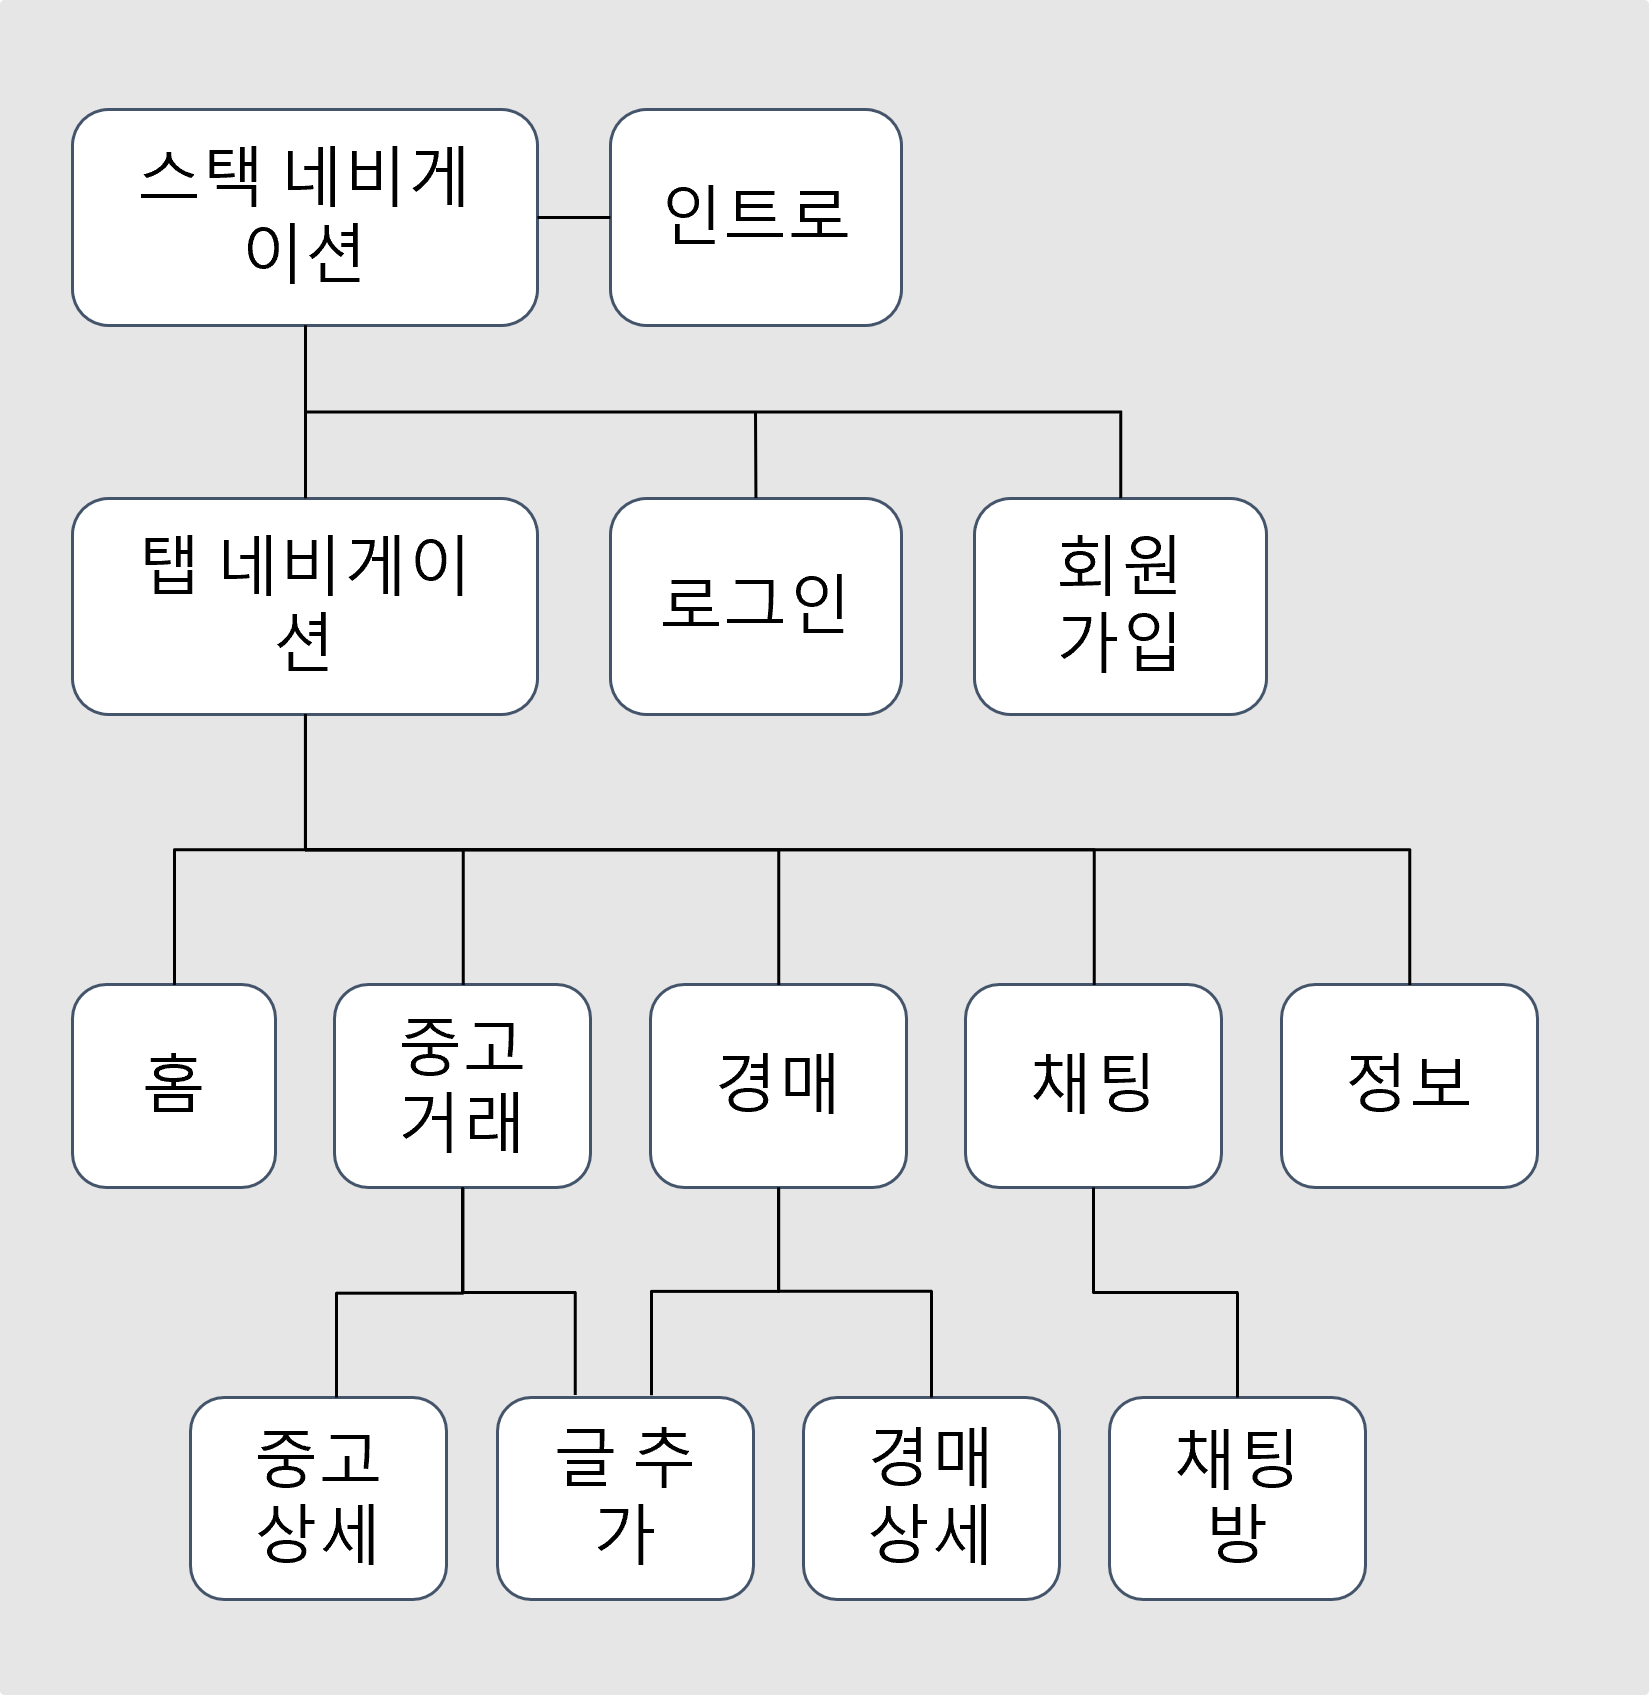 스택 네비게
이션
인트로
탭 네비게이
션
로그인
회원
가입
홈
중고
거래
경매
채팅
정보
중고
상세
글 추
가
경매
상세
채팅
방